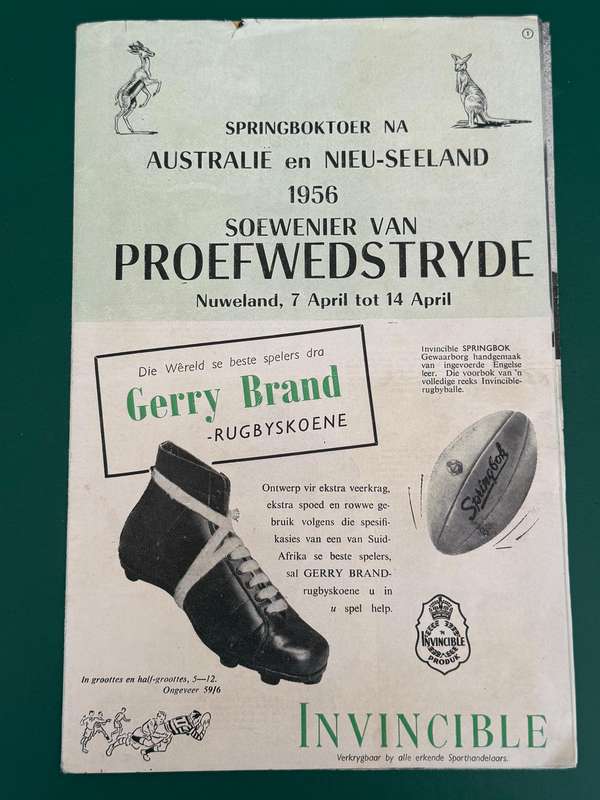 1
SPRINGBOKTOER NA
AUSTRALIE en NIEU-SEELAND
1956
SOEWENIER VAN
PROEFWEDSTRYDE
Nuweland, 7 April tot 14 April
Die Wêreld se beste spelers dra
Gerry Brand
-RUGBYSKOENE
Invincible SPRINGBOK
Gewaarborg handgemaak
van ingevoerde Engelse
leer. Die voorbok van 'n
volledige reeks Invincible-
rugbyballe.
Springbok
Ontwerp vir ekstra veerkrag,
ekstra spoed en rowwe ge-
bruik volgens die spesifi-
kasies van een van Suid-
Afrika se beste spelers,
sal GERRY BRAND-
rugbyskoene u in
u spel help.
'N
INVINCIBLE
PRODUK
In groottes en half-groottes, 5—12.
Ongeveer 59/6
INVINCIBLE
Verkrygbaar by alle erkende Sporthandelaars.